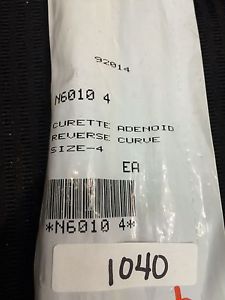 92014
N6010 4
CURETTE ADENOID
REVERSE CURVE
SIZE-4
EA
*N6010 4*
1040